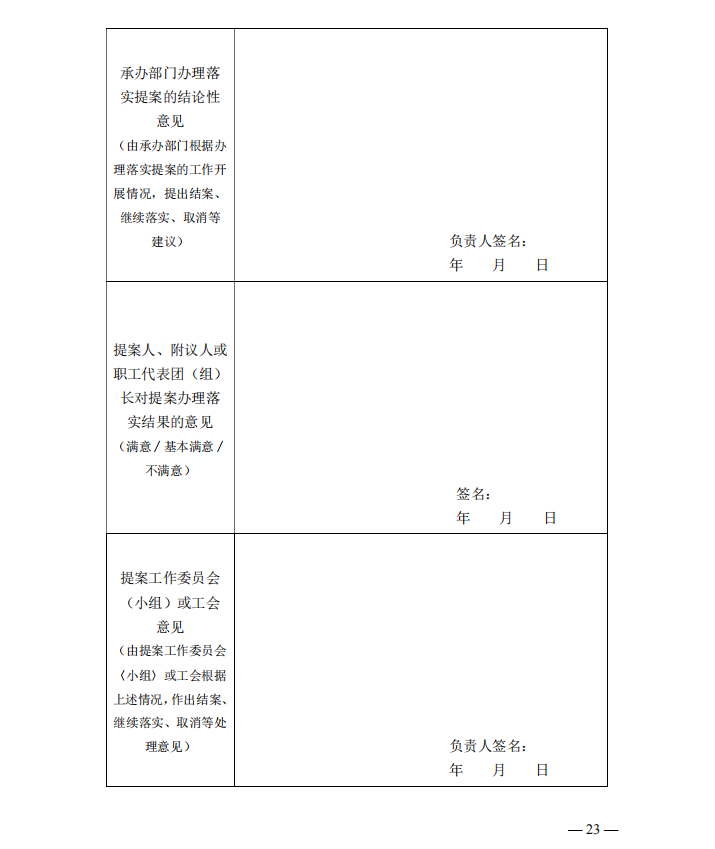 承办部门办理落
实提案的结论性
意见
（由承办部门根据办
理落实提案的工作开
展情况，提出结案、
继续落实、取消等
建议）
负责人签名：
年 月 日
提案人、附议人或
职工代表团（组）
长对提案办理落
实结果的意见
（满意/基本满意/
不满意）
签名：
年 月 日
提案工作委员会
（小组）或工会
意见
（由提案工作委员会
〈小组〉或工会根据
上述情况，作出结案、
继续落实、取消等处
理意见）
负责人签名：
年 月 日
— 23 —